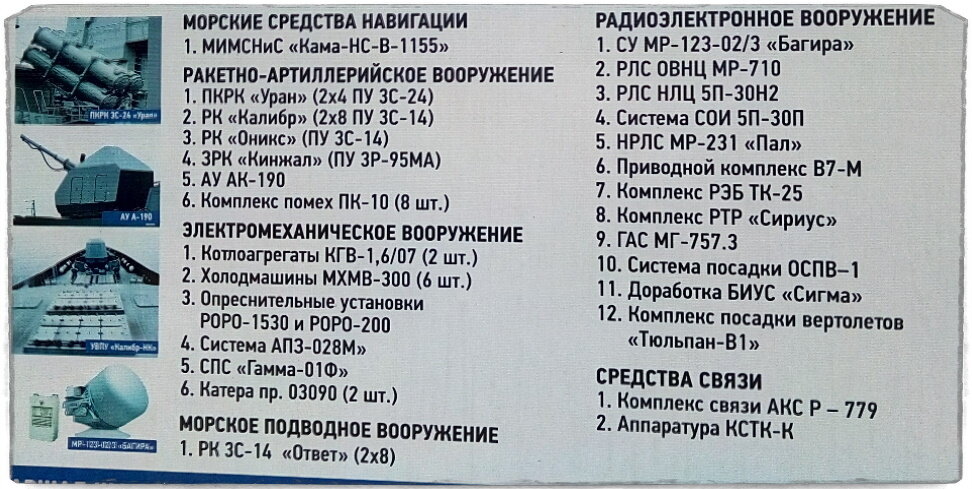 ПКРК 3С-24 «Уран»
АУ А-190
УВПУ «Калибр-НК»
МР-123-02/3 «БАГИРА»
МОРСКИЕ СРЕДСТВА НАВИГАЦИИ
1. МИМСНиС «Кама-НС-В-1155»
РАКЕТНО-АРТИЛЛЕРИЙСКОЕ ВООРУЖЕНИЕ
1. ПКРК «Уран» (2х4 ПУ 3С-24)
2. РК «Калибр» (2х8 ПУ 3С-14)
3. РК «Оникс» (ПУ 3С-14)
4. ЗРК «Кинжал» (ПУ ЗР-95МА)
5. АУ АК-190
6. Комплекс помех ПК-10 (8 шт.)
ЭЛЕКТРОМЕХАНИЧЕСКОЕ ВООРУЖЕНИЕ
1. Котлоагрегаты КГВ-1,6/07 (2 шт.)
2. Холодмашины МХМВ-300 (6 шт.)
3. Опреснительные установки
РОРО-1530 и РОРО-200
4. Система АПЗ-028М»
5. СПС «Гамма-01Ф»
6. Катера пр. 03090 (2 шт.)
МОРСКОЕ ПОДВОДНОЕ ВООРУЖЕНИЕ
1. РК 3С-14 «Ответ» (2х8)
РАДИОЭЛЕКТРОННОЕ ВООРУЖЕНИЕ
1. СУ МР-123-02/3 «Багира»
2. РЛС ОВНЦ МР-710
3. РЛС НЛЦ 5П-30Н2
4. Система СОИ 5П-30П
5. НРЛС МР-231 «Пал»
6. Приводной комплекс В7-М
7. Комплекс РЭБ ТК-25
8. Комплекс РТР «Сириус»
9. ГАС МГ-757.3
10. Система посадки ОСПВ–1
11. Доработка БИУС «Сигма»
12. Комплекс посадки вертолетов
«Тюльпан-В1»
СРЕДСТВА СВЯЗИ
1. Комплекс связи АКС Р – 779
2. Аппаратура КСТК-К